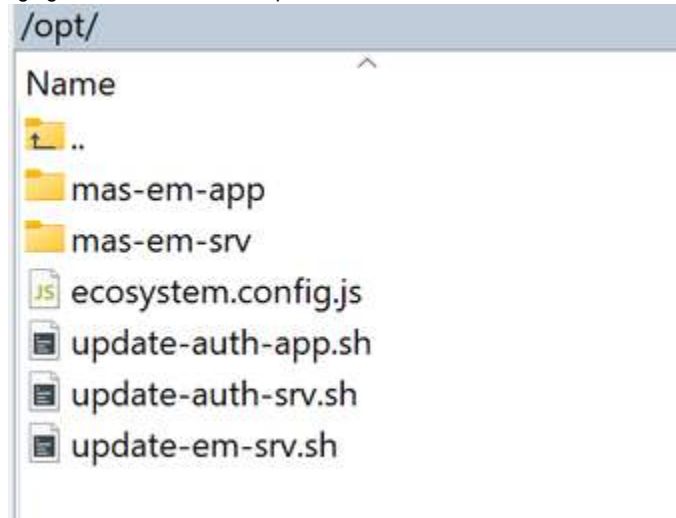 /opt/
Name
..
mas-em-app
mas-em-srv
JS ecosystem.config.js
update-auth-app.sh
update-auth-srv.sh
update-em-srv.sh